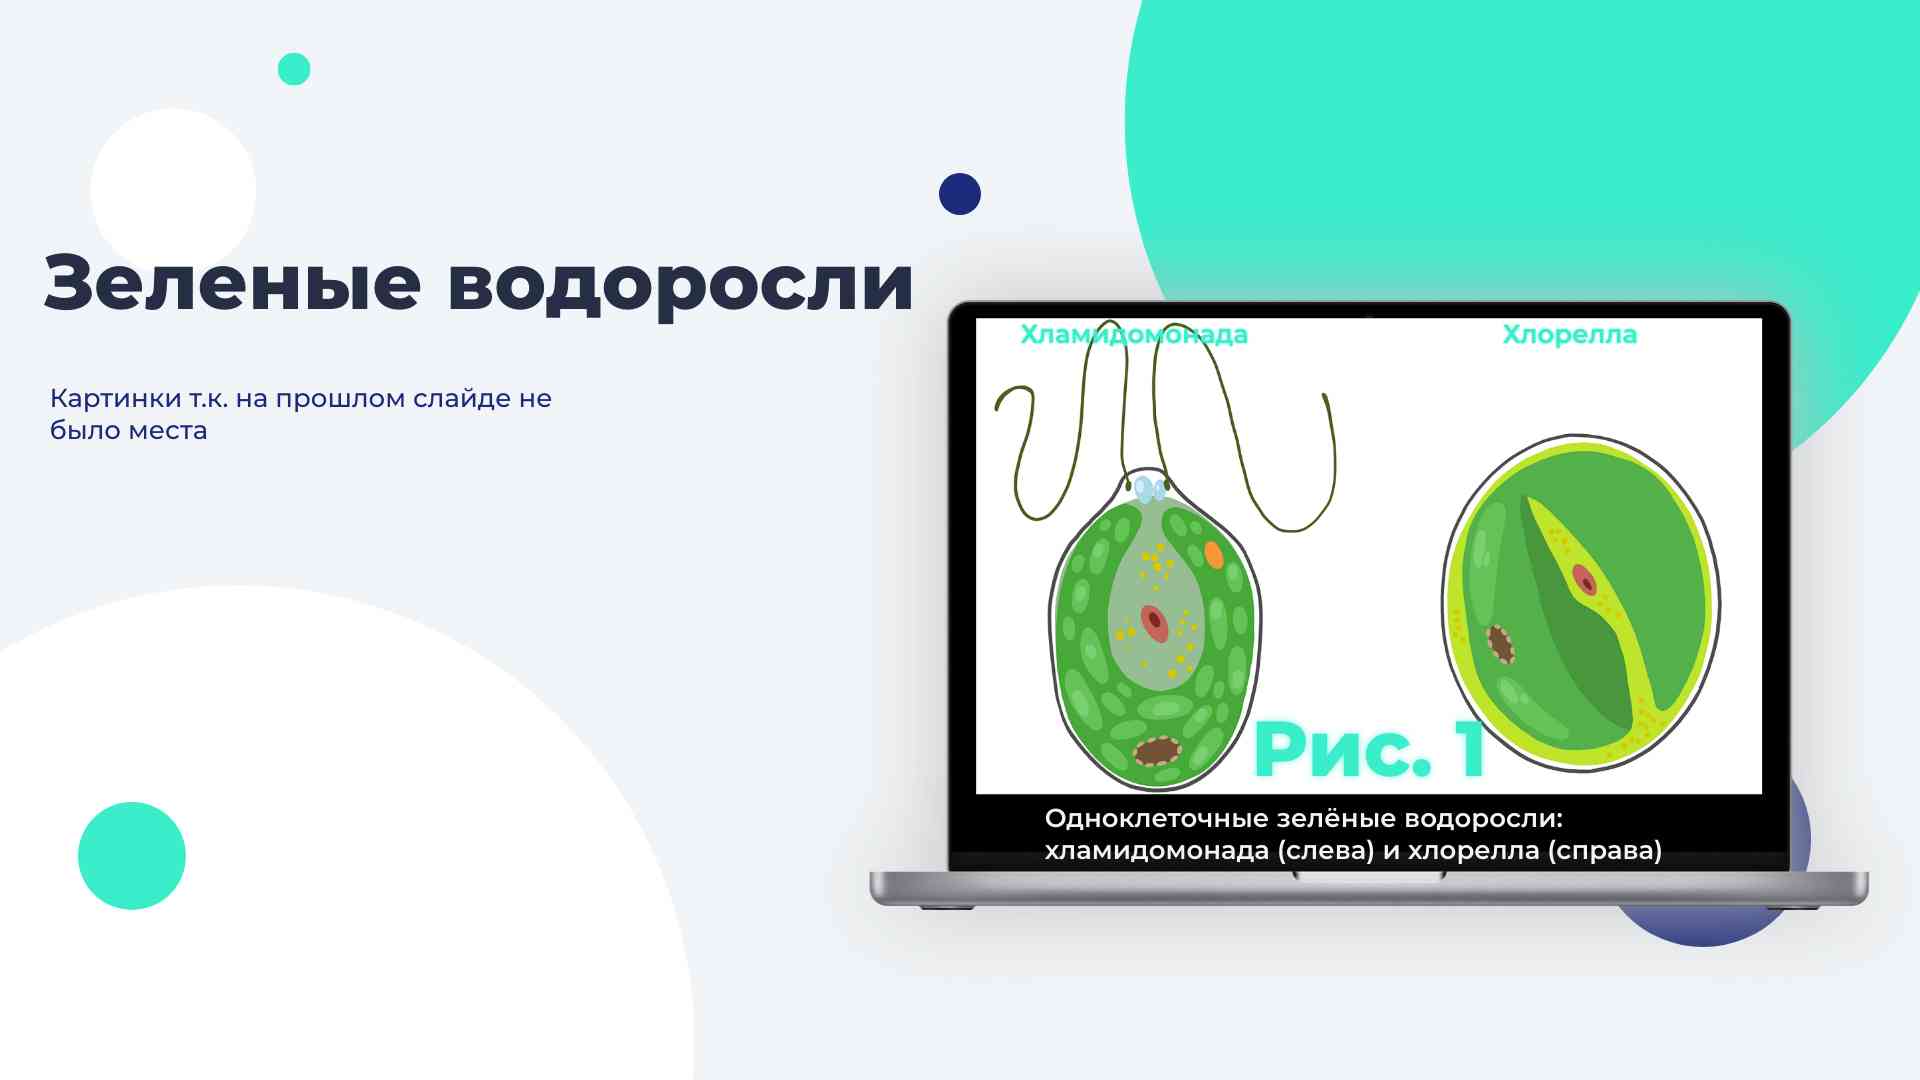 Зеленые водоросли
Картинки т.к. на прошлом слайде не
было места
Хламидомонада
Хлорелла
Рис. 1
Одноклеточные зелёные водоросли:
хламидомонада (слева) и хлорелла (справа)